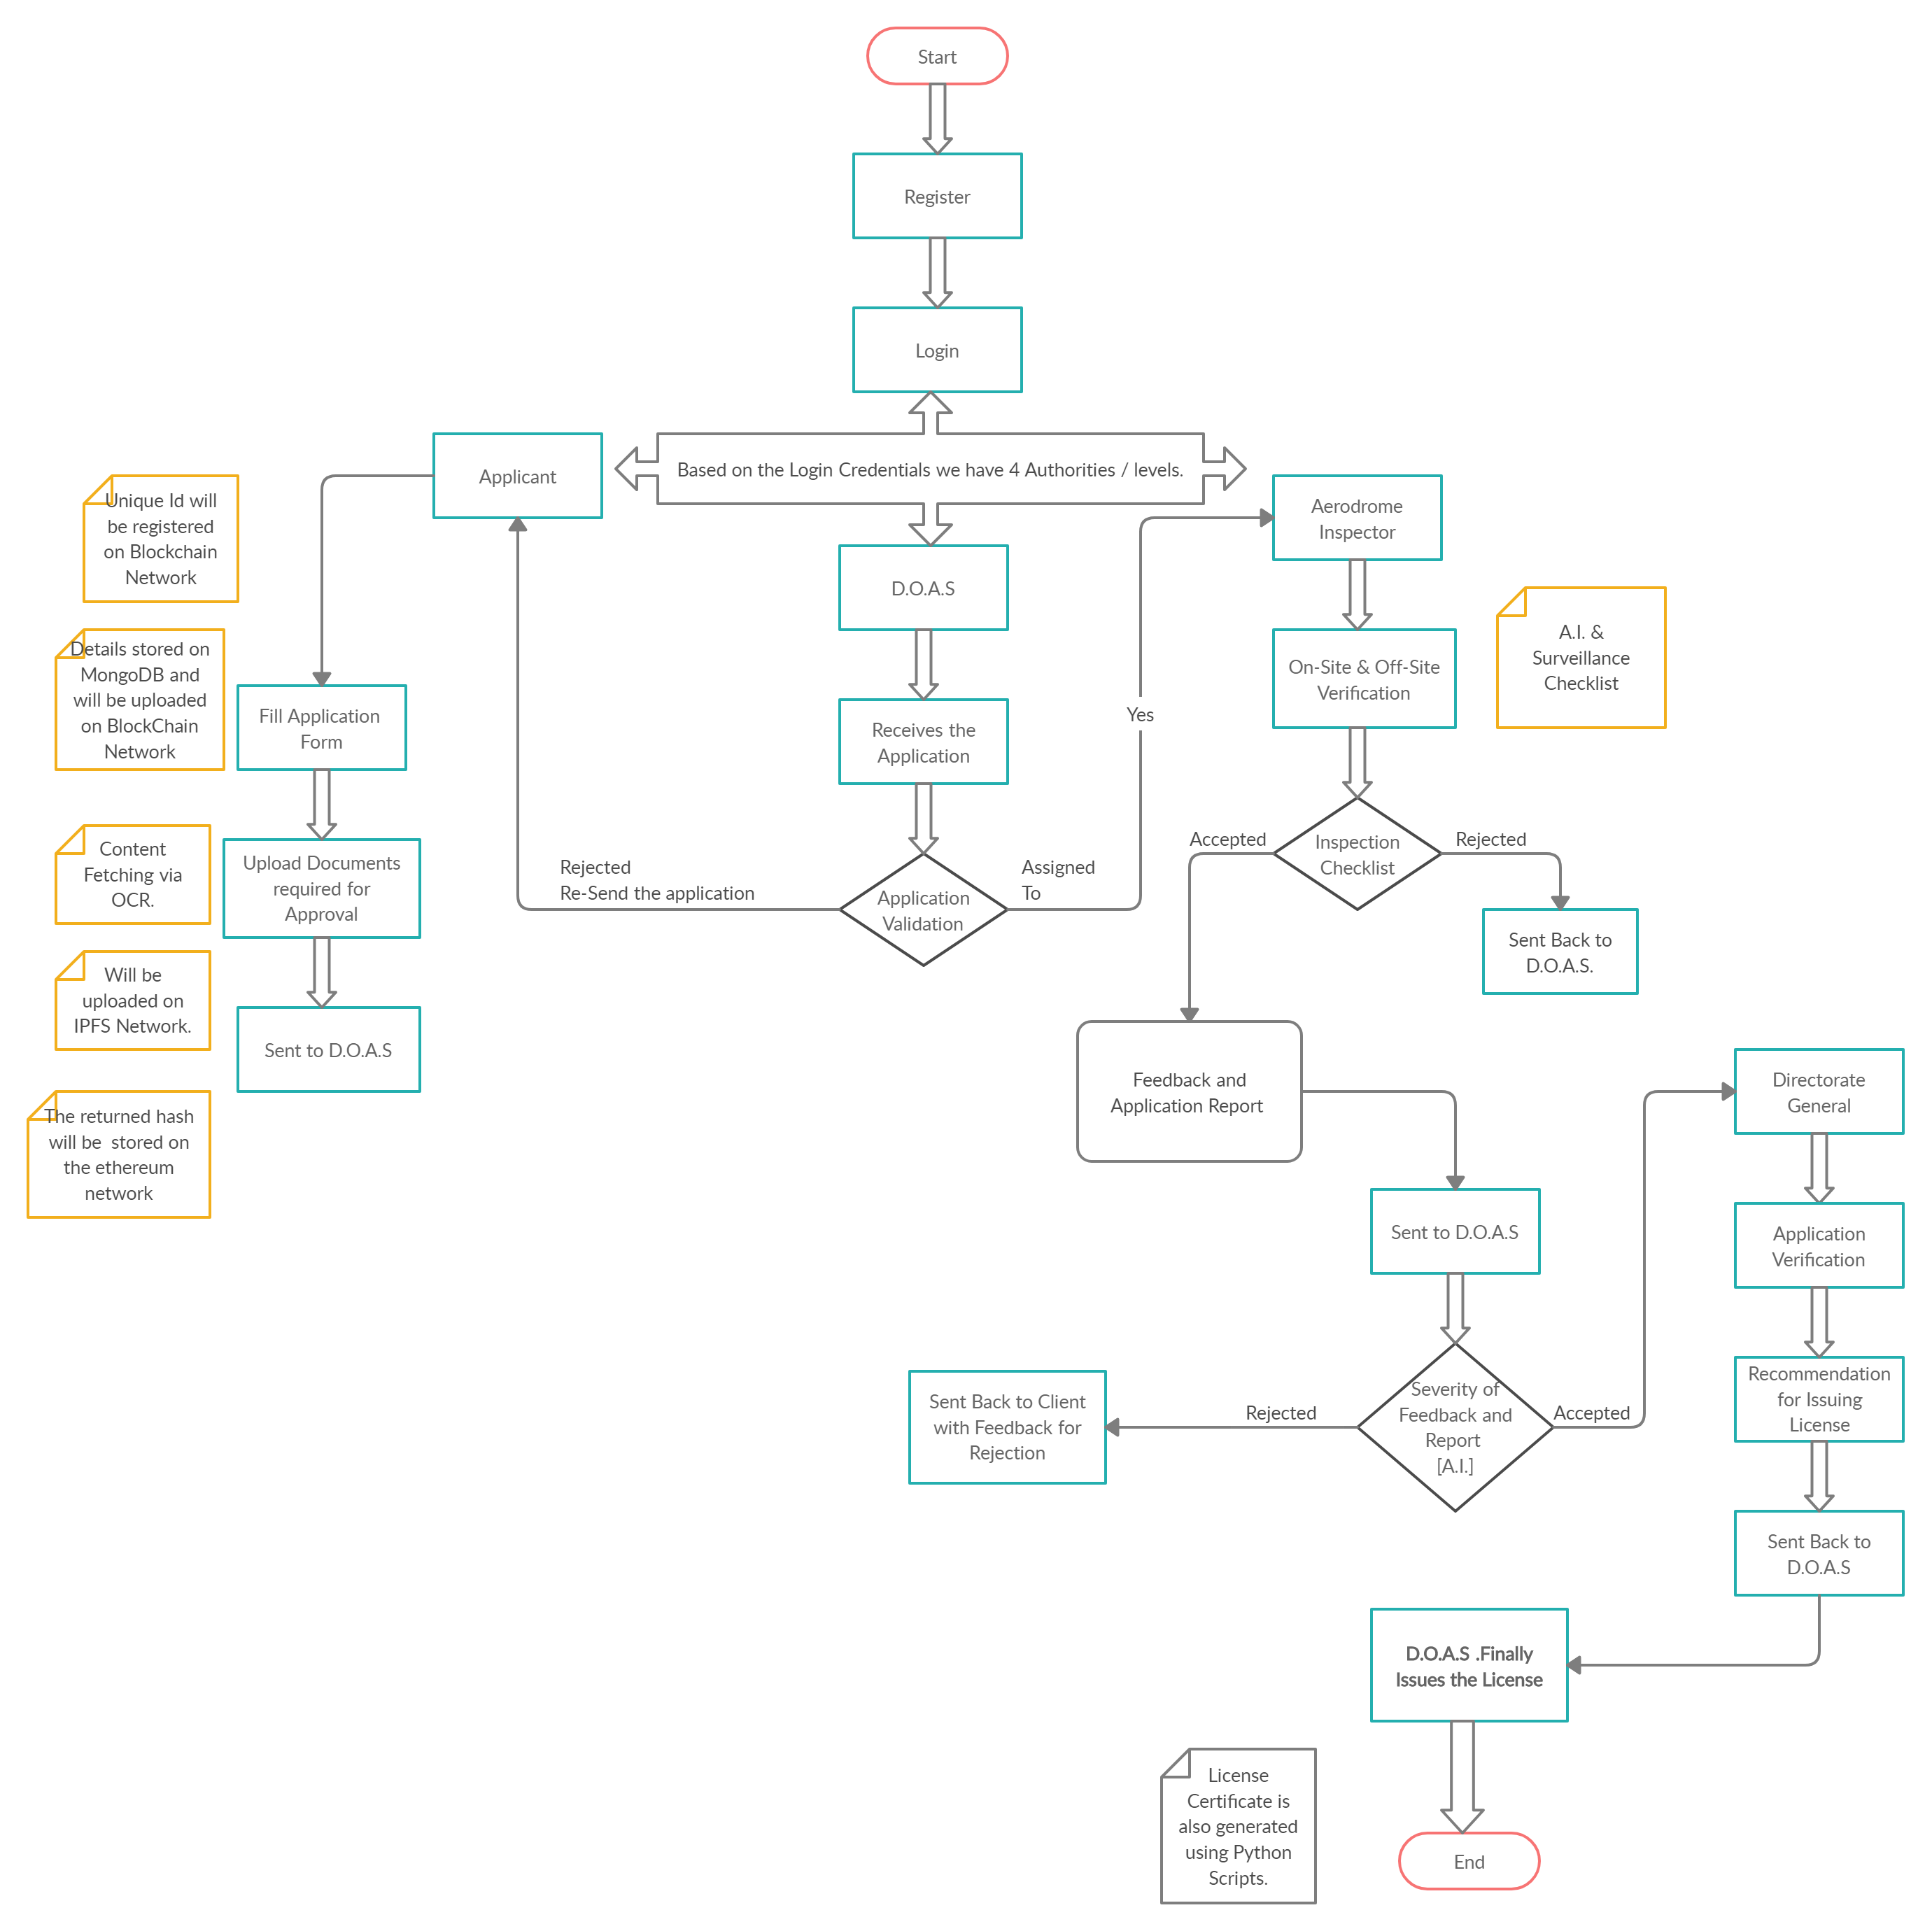 Start
Register
Login
Based on the Login Credentials we have 4 Authorities / levels.
Applicant
Unique Id will
be registered
on Blockchain
Network
Details stored on
MongoDB and
will be uploaded
on BlockChain
Network
Fill Application
Form
Content
Fetching via
OCR.
Upload Documents
required for
Approval
Will be
uploaded on
IPFS Network.
Sent to D.O.A.S
The returned hash
will be  stored on
the ethereum
network
D.O.A.S
Receives the
Application
Application
Validation
Rejected
Re-Send the application
Assigned
To
Yes
Aerodrome
Inspector
On-Site & Off-Site
Verification
A.I. &
Surveillance
Checklist
Inspection
Checklist
Accepted
Rejected
Sent Back to
D.O.A.S.
Feedback and
Application Report
Sent to D.O.A.S
Severity of
Feedback and
Report
[A.I.]
Rejected
Accepted
Sent Back to Client
with Feedback for
Rejection
Directorate
General
Application
Verification
Recommendation
for Issuing
License
Sent Back to
D.O.A.S
D.O.A.S .Finally
Issues the License
License
Certificate is
also generated
using Python
Scripts.
End